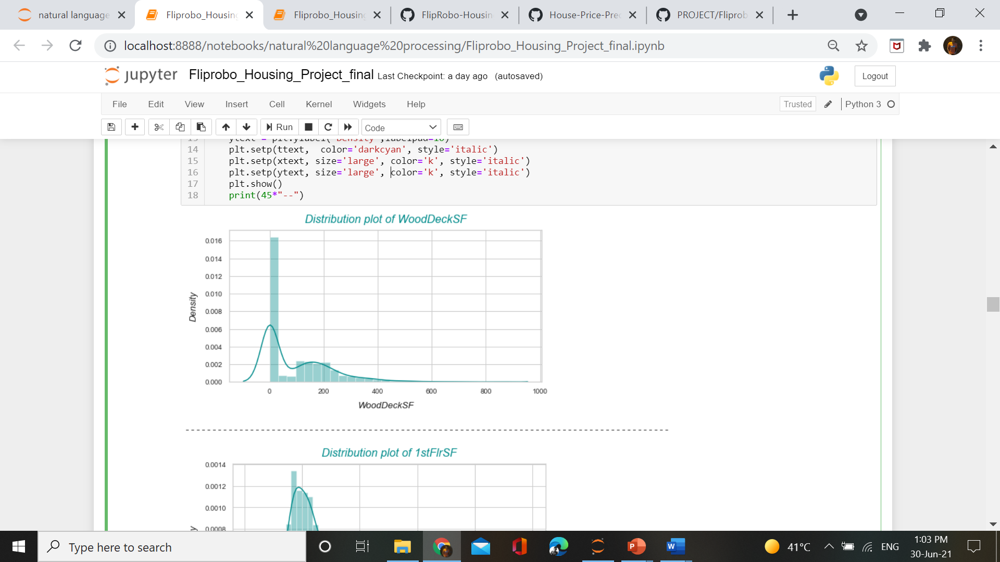 natural language
Fliprobo_Housing
Fliprobo_Housing
FlipRobo-Housin
House-Price-Pred
PROJECT/Fliprob
localhost:8888/notebooks/natural%20language%20processing/Fliprobo_Housing_Project_final.ipynb
jupyter Fliprobo_Housing_Project_final Last Checkpoint: a day ago (autosaved)
Logout
File Edit View Insert Cell Kernel Widgets Help
Trusted
Python 3
Run
Code
14 plt.setp(ttext,  color='darkcyan', style='italic')
15 plt.setp(xtext, size='large', color='k', style='italic')
16 plt.setp(ytext, size='large', color='k', style='italic')
17 plt.show()
18 print(45*"--")
Distribution plot of WoodDeckSF
0.016
0.014
0.012
0.010
0.008
0.006
0.004
0.002
0.000
Density
0 200 400 600 800 1000
WoodDeckSF
------------------------------------------------------------------------------------------
Distribution plot of 1stFlrSF
0.0014
0.0012
0.0010
0.0008
y
Type here to search
41°C
ENG
1:03 PM
30-Jun-21